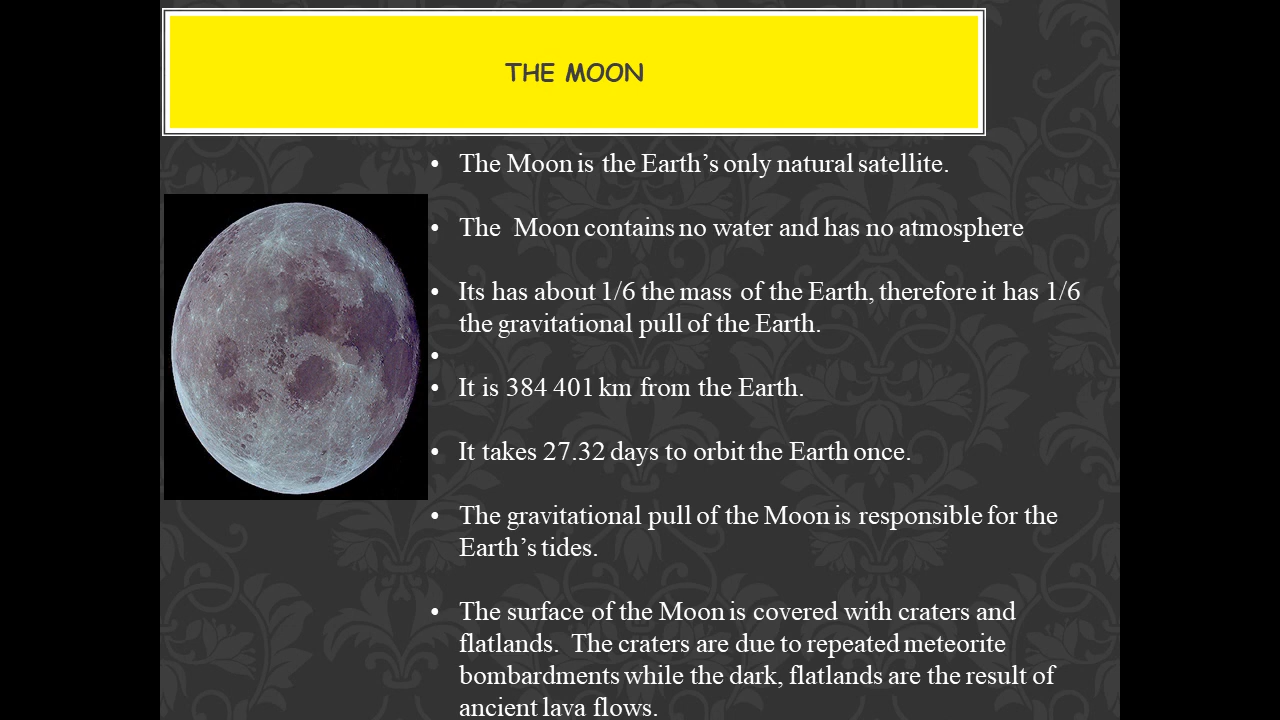 THE MOON
• The Moon is the Earth’s only natural satellite.
• The  Moon contains no water and has no atmosphere
• Its has about 1/6 the mass of the Earth, therefore it has 1/6
the gravitational pull of the Earth.
•
• It is 384 401 km from the Earth.
• It takes 27.32 days to orbit the Earth once.
• The gravitational pull of the Moon is responsible for the
Earth’s tides.
• The surface of the Moon is covered with craters and
flatlands.  The craters are due to repeated meteorite
bombardments while the dark, flatlands are the result of
ancient lava flows.